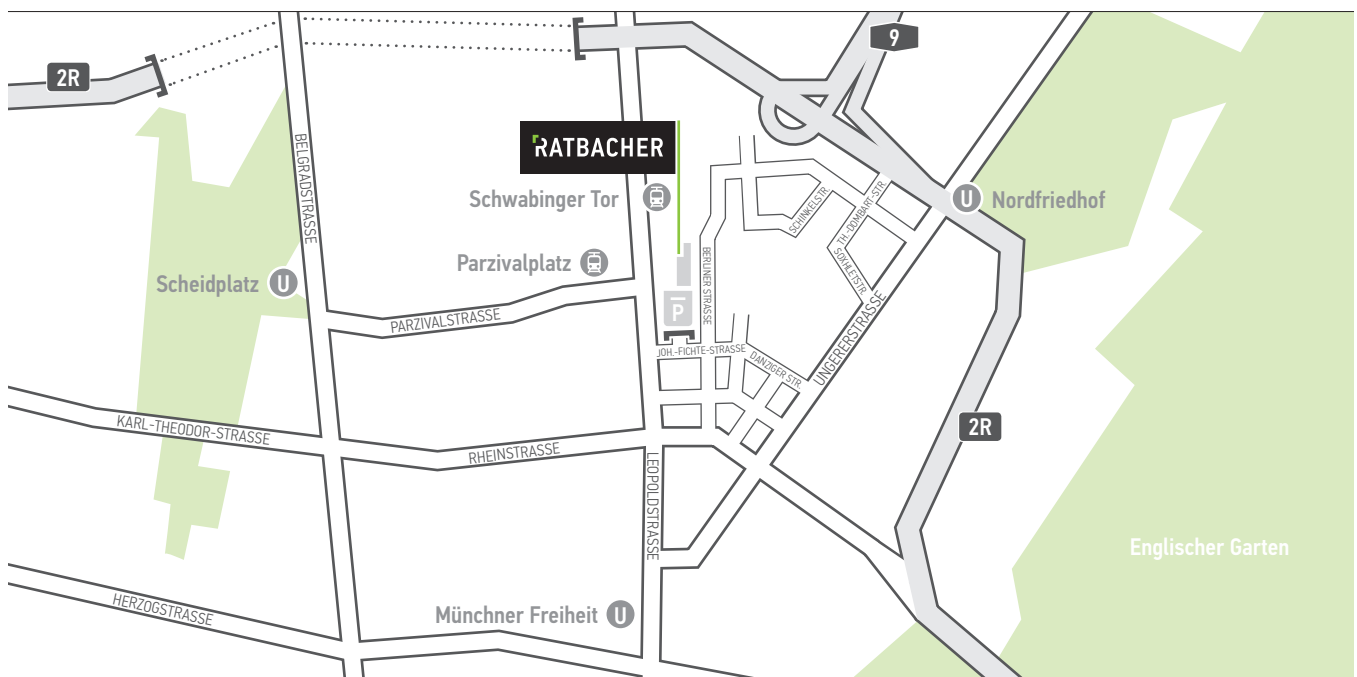 9
2R
RATBACHER
BELGRADSTRASSE
Schwabinger Tor
U
Nordfriedhof
SCHINKELSTR.
TH.-DOMBART-STR.
Parzivalplatz
BERLINER STRASSE
SOXHLETSTR.
Scheidplatz
U
P
PARZIVALSTRASSE
UNGERERSTRASSE
JOH.-FICHTE-STRASSE
DANZIGER STR.
KARL-THEODOR-STRASSE
2R
RHEINSTRASSE
LEOPOLDSTRASSE
Englischer Garten
HERZOGSTRASSE
Münchner Freiheit
U